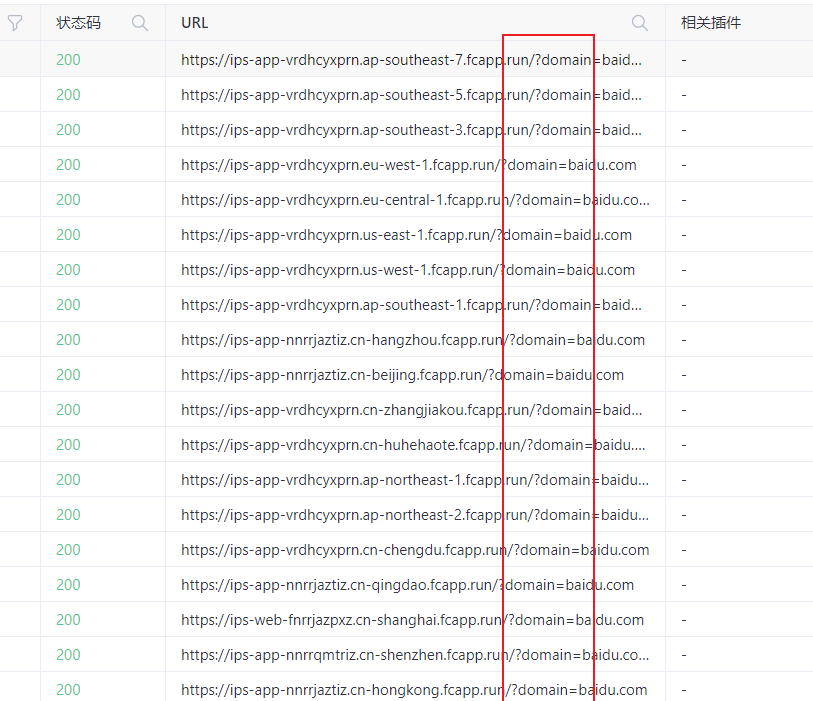 状态码 URL 相关插件
200 https://ips-app-vrdhcyxprn.ap-southeast-7.fcapp.run/?domain=baid... -
200 https://ips-app-vrdhcyxprn.ap-southeast-5.fcapp.run/?domain=baid... -
200 https://ips-app-vrdhcyxprn.ap-southeast-3.fcapp.run/?domain=baid... -
200 https://ips-app-vrdhcyxprn.eu-west-1.fcapp.run/?domain=baidu.com -
200 https://ips-app-vrdhcyxprn.eu-central-1.fcapp.run/?domain=baidu.co... -
200 https://ips-app-vrdhcyxprn.us-east-1.fcapp.run/?domain=baidu.com -
200 https://ips-app-vrdhcyxprn.us-west-1.fcapp.run/?domain=baidu.com -
200 https://ips-app-vrdhcyxprn.ap-southeast-1.fcapp.run/?domain=baid... -
200 https://ips-app-nnrrjaztiz.cn-hangzhou.fcapp.run/?domain=baidu.com -
200 https://ips-app-nnrrjaztiz.cn-beijing.fcapp.run/?domain=baidu.com -
200 https://ips-app-vrdhcyxprn.cn-zhangjiakou.fcapp.run/?domain=baid... -
200 https://ips-app-vrdhcyxprn.cn-huhehaote.fcapp.run/?domain=baidu.... -
200 https://ips-app-vrdhcyxprn.ap-northeast-1.fcapp.run/?domain=baidu... -
200 https://ips-app-vrdhcyxprn.ap-northeast-2.fcapp.run/?domain=baidu... -
200 https://ips-app-vrdhcyxprn.cn-chengdu.fcapp.run/?domain=baidu.com -
200 https://ips-app-nnrrjaztiz.cn-qingdao.fcapp.run/?domain=baidu.com -
200 https://ips-web-fnrrjazpxz.cn-shanghai.fcapp.run/?domain=baidu.com -
200 https://ips-app-nnrrqmtriz.cn-shenzhen.fcapp.run/?domain=baidu.co... -
200 https://ips-app-nnrrjaztiz.cn-hongkong.fcapp.run/?domain=baidu.com -